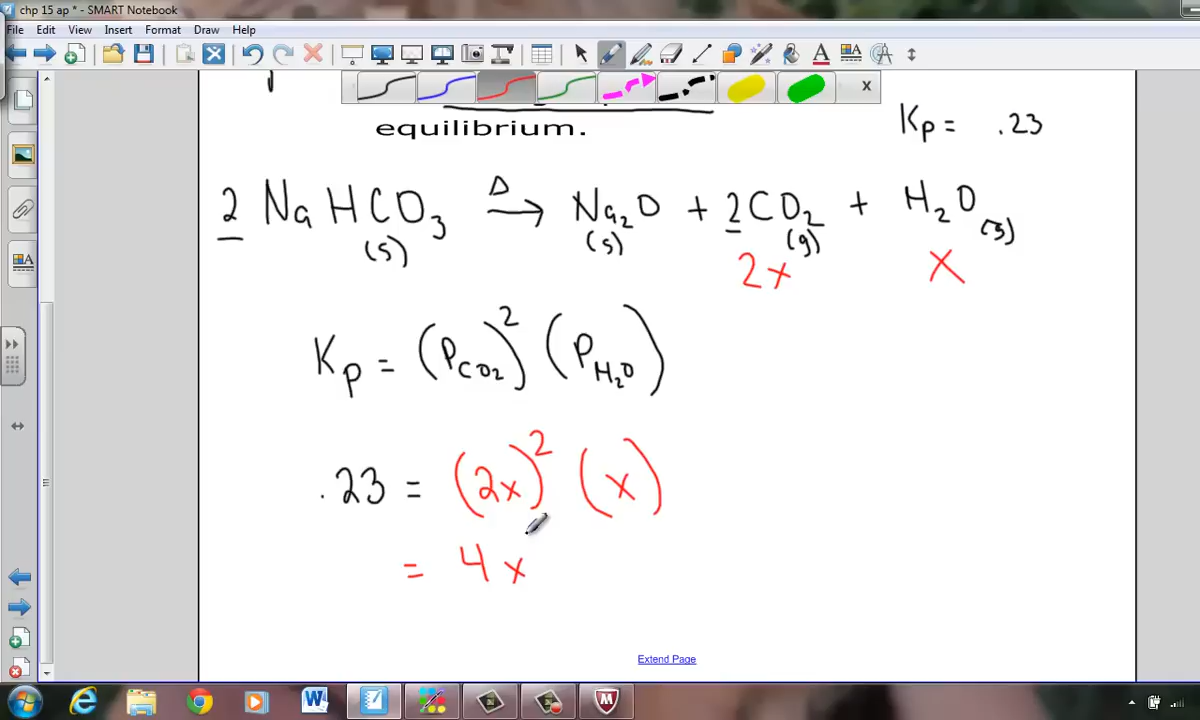 chp 15 ap * - SMART Notebook
File Edit View Insert Format Draw Help
equilibrium.
Kp = .23
2 NaHCO3 (s) Δ → Na2O (s) + 2CO2 (g) + H2O (g)
2x x
Kp = (PCO2)² (PH2O)
.23 = (2x)² (x)
= 4x
Extend Page